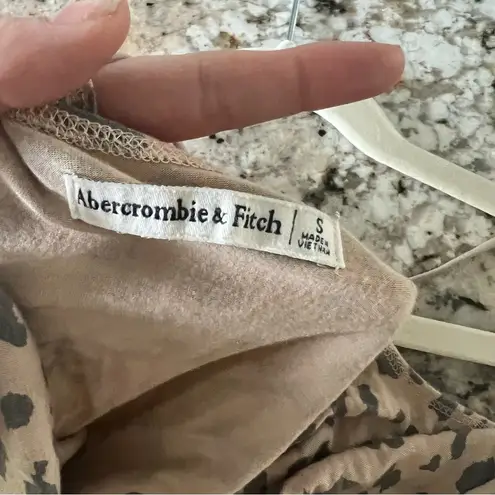 Abercrombie & Fitch | S
MADE IN
VIETNAM